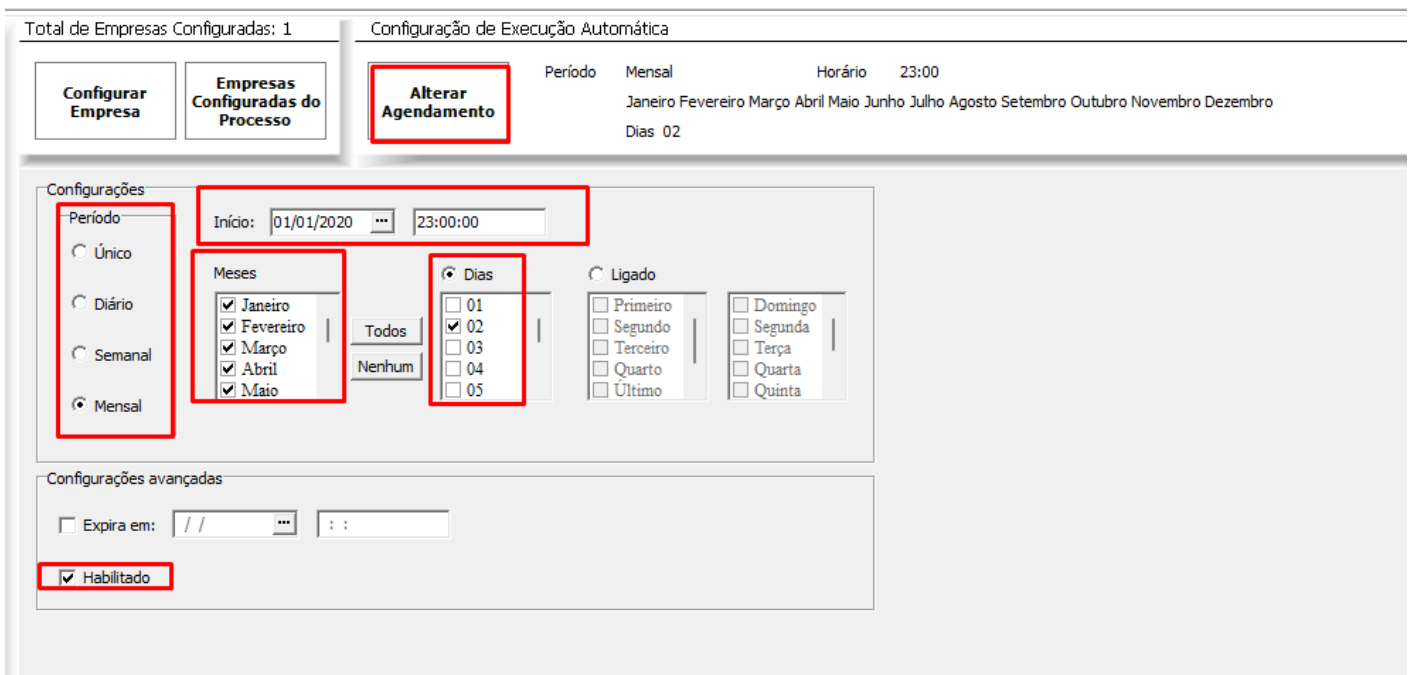 Total de Empresas Configuradas: 1
Configuração de Execução Automática
Configurar Empresa
Empresas Configuradas do Processo
Alterar Agendamento
Período Mensal Horário 23:00
Janeiro Fevereiro Março Abril Maio Junho Julho Agosto Setembro Outubro Novembro Dezembro
Dias 02
Configurações
Período
Único
Diário
Semanal
Mensal
Início: 01/01/2020 ... 23:00:00
Meses
Janeiro
Fevereiro
Março
Abril
Maio
Todos
Nenhum
Dias
01
02
03
04
05
Ligado
Primeiro
Segundo
Terceiro
Quarto
Último
Domingo
Segunda
Terça
Quarta
Quinta
Configurações avançadas
Expira em: / / ... : :
Habilitado